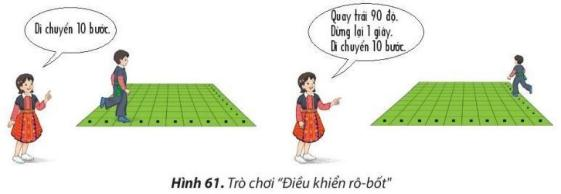 Di chuyển 10 bước.
Quay trái 90 độ.
Dừng lại 1 giây.
Di chuyển 10 bước.
Hình 61. Trò chơi “Điều khiển rô-bốt"